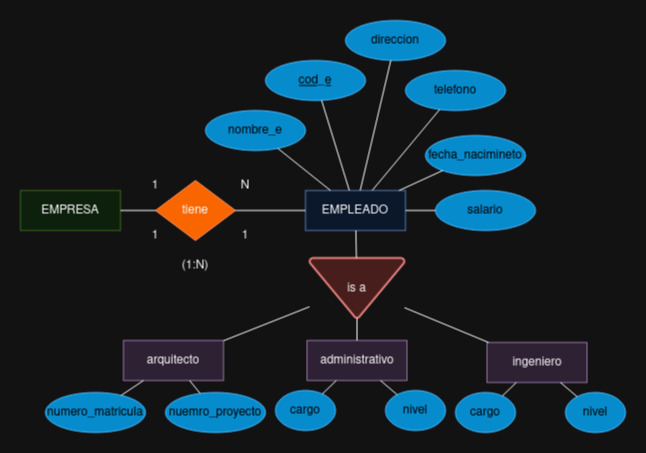 direccion
cod_e
telefono
nombre_e
fecha_nacimineto
1
N
EMPRESA
tiene
EMPLEADO
salario
1
1
(1:N)
is a
arquitecto
administrativo
ingeniero
numero_matricula
nuemro_proyecto
cargo
nivel
cargo
nivel